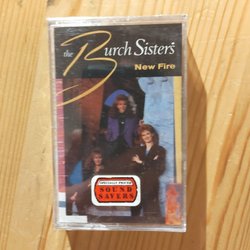 the Burch Sisters
New Fire
SPECIALLY PRICED
SOUND
SAVERS